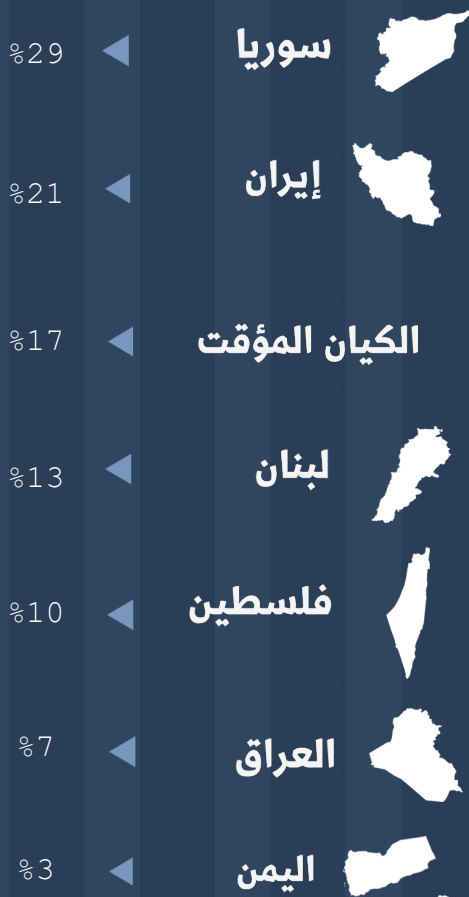 سوريا %29
إيران %21
الكيان المؤقت %17
لبنان %13
فلسطين %10
العراق %7
اليمن %3